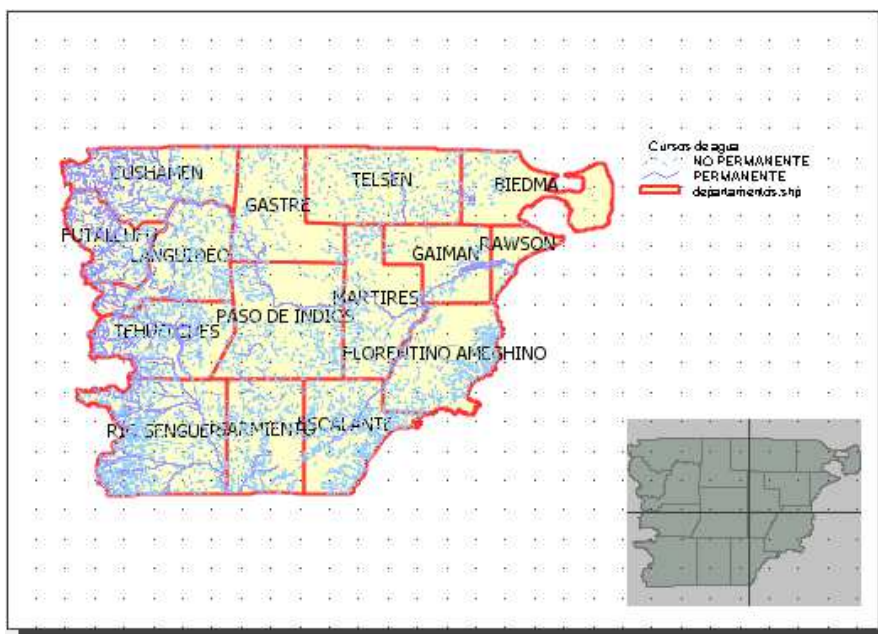 Cursos de agua
NO PERMANENTE
PERMANENTE
departamentos.shp
CUSHAMEN
TELSEN
BIEDMA
GASTRE
FUTALEUFU
LANGUIÑEO
GAIMAN
RAWSON
MARTIRES
PASO DE INDIOS
TEHUELCHES
FLORENTINO AMEGHINO
RIO SENGUER
SARMIENTO
ESCALANTE